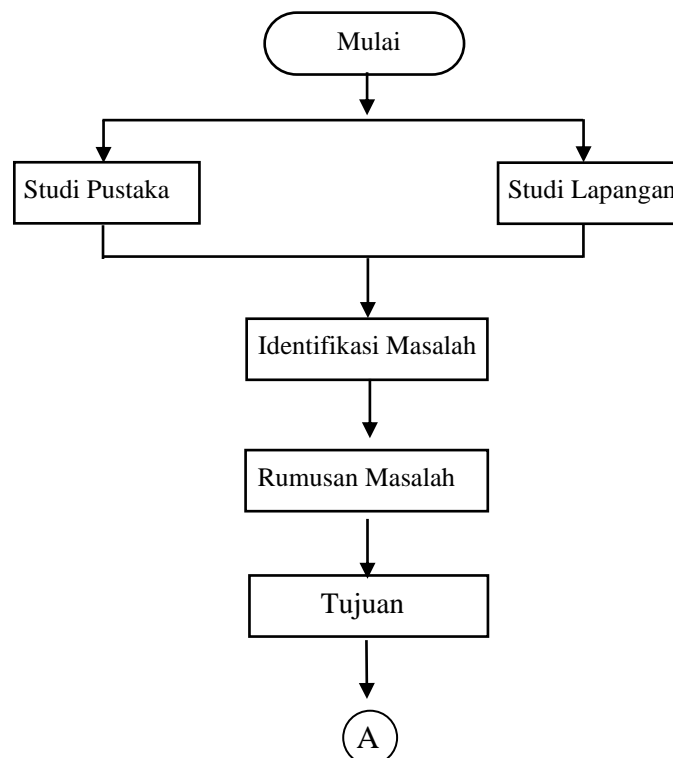 Mulai
Studi Pustaka
Studi Lapangan
Identifikasi Masalah
Rumusan Masalah
Tujuan
A